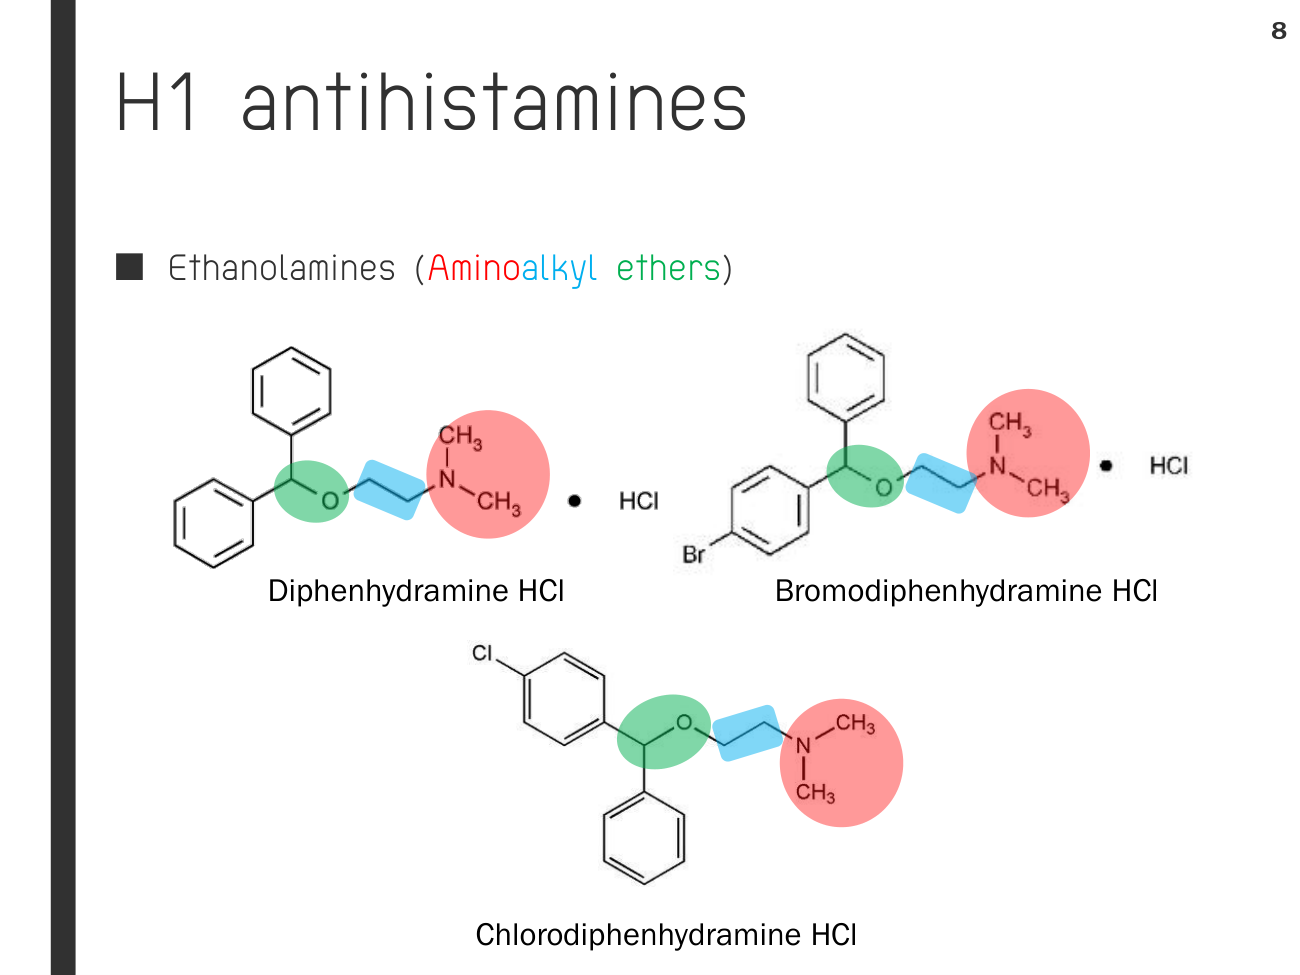 8
H1 antihistamines
■ Ethanolamines (Aminoalkyl ethers)
CH3
N
O
CH3
• HCl
Diphenhydramine HCl
CH3
N
O
CH3
Br
• HCl
Bromodiphenhydramine HCl
Cl
O
CH3
N
CH3
Chlorodiphenhydramine HCl